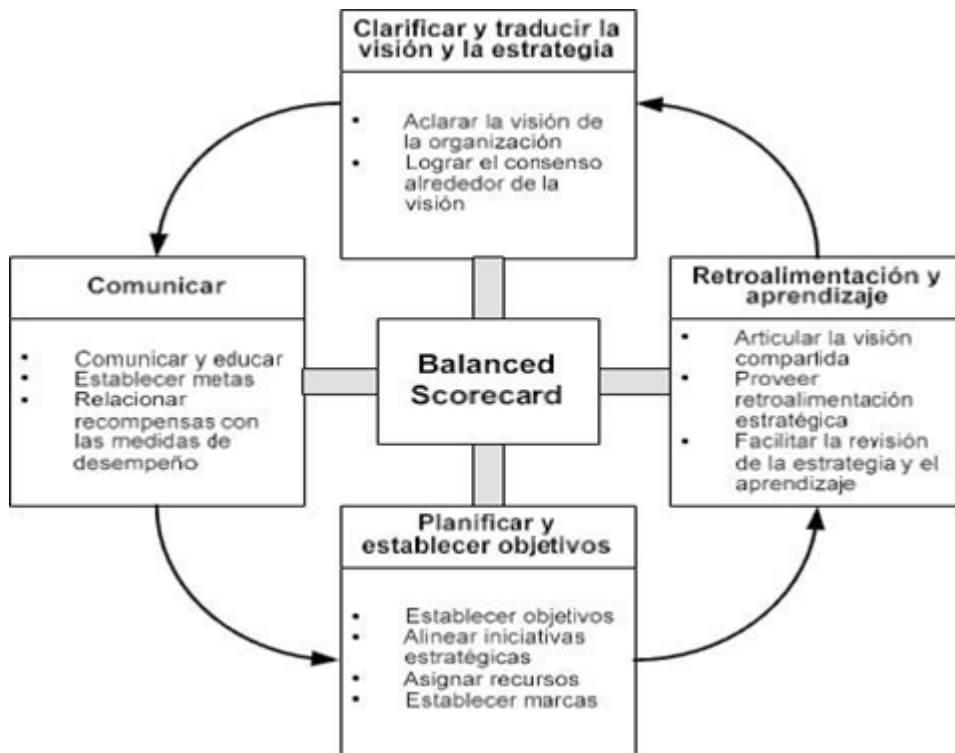 Clarificar y traducir la
visión y la estrategia
• Aclarar la visión de
la organización
• Lograr el consenso
alrededor de la
visión
Comunicar
• Comunicar y educar
• Establecer metas
• Relacionar
recompensas con
las medidas de
desempeño
Balanced
Scorecard
Retroalimentación y
aprendizaje
• Articular la visión
compartida
• Proveer
retroalimentación
estratégica
• Facilitar la revisión
de la estrategia y el
aprendizaje
Planificar y
establecer objetivos
• Establecer objetivos
• Alinear iniciativas
estratégicas
• Asignar recursos
• Establecer marcas